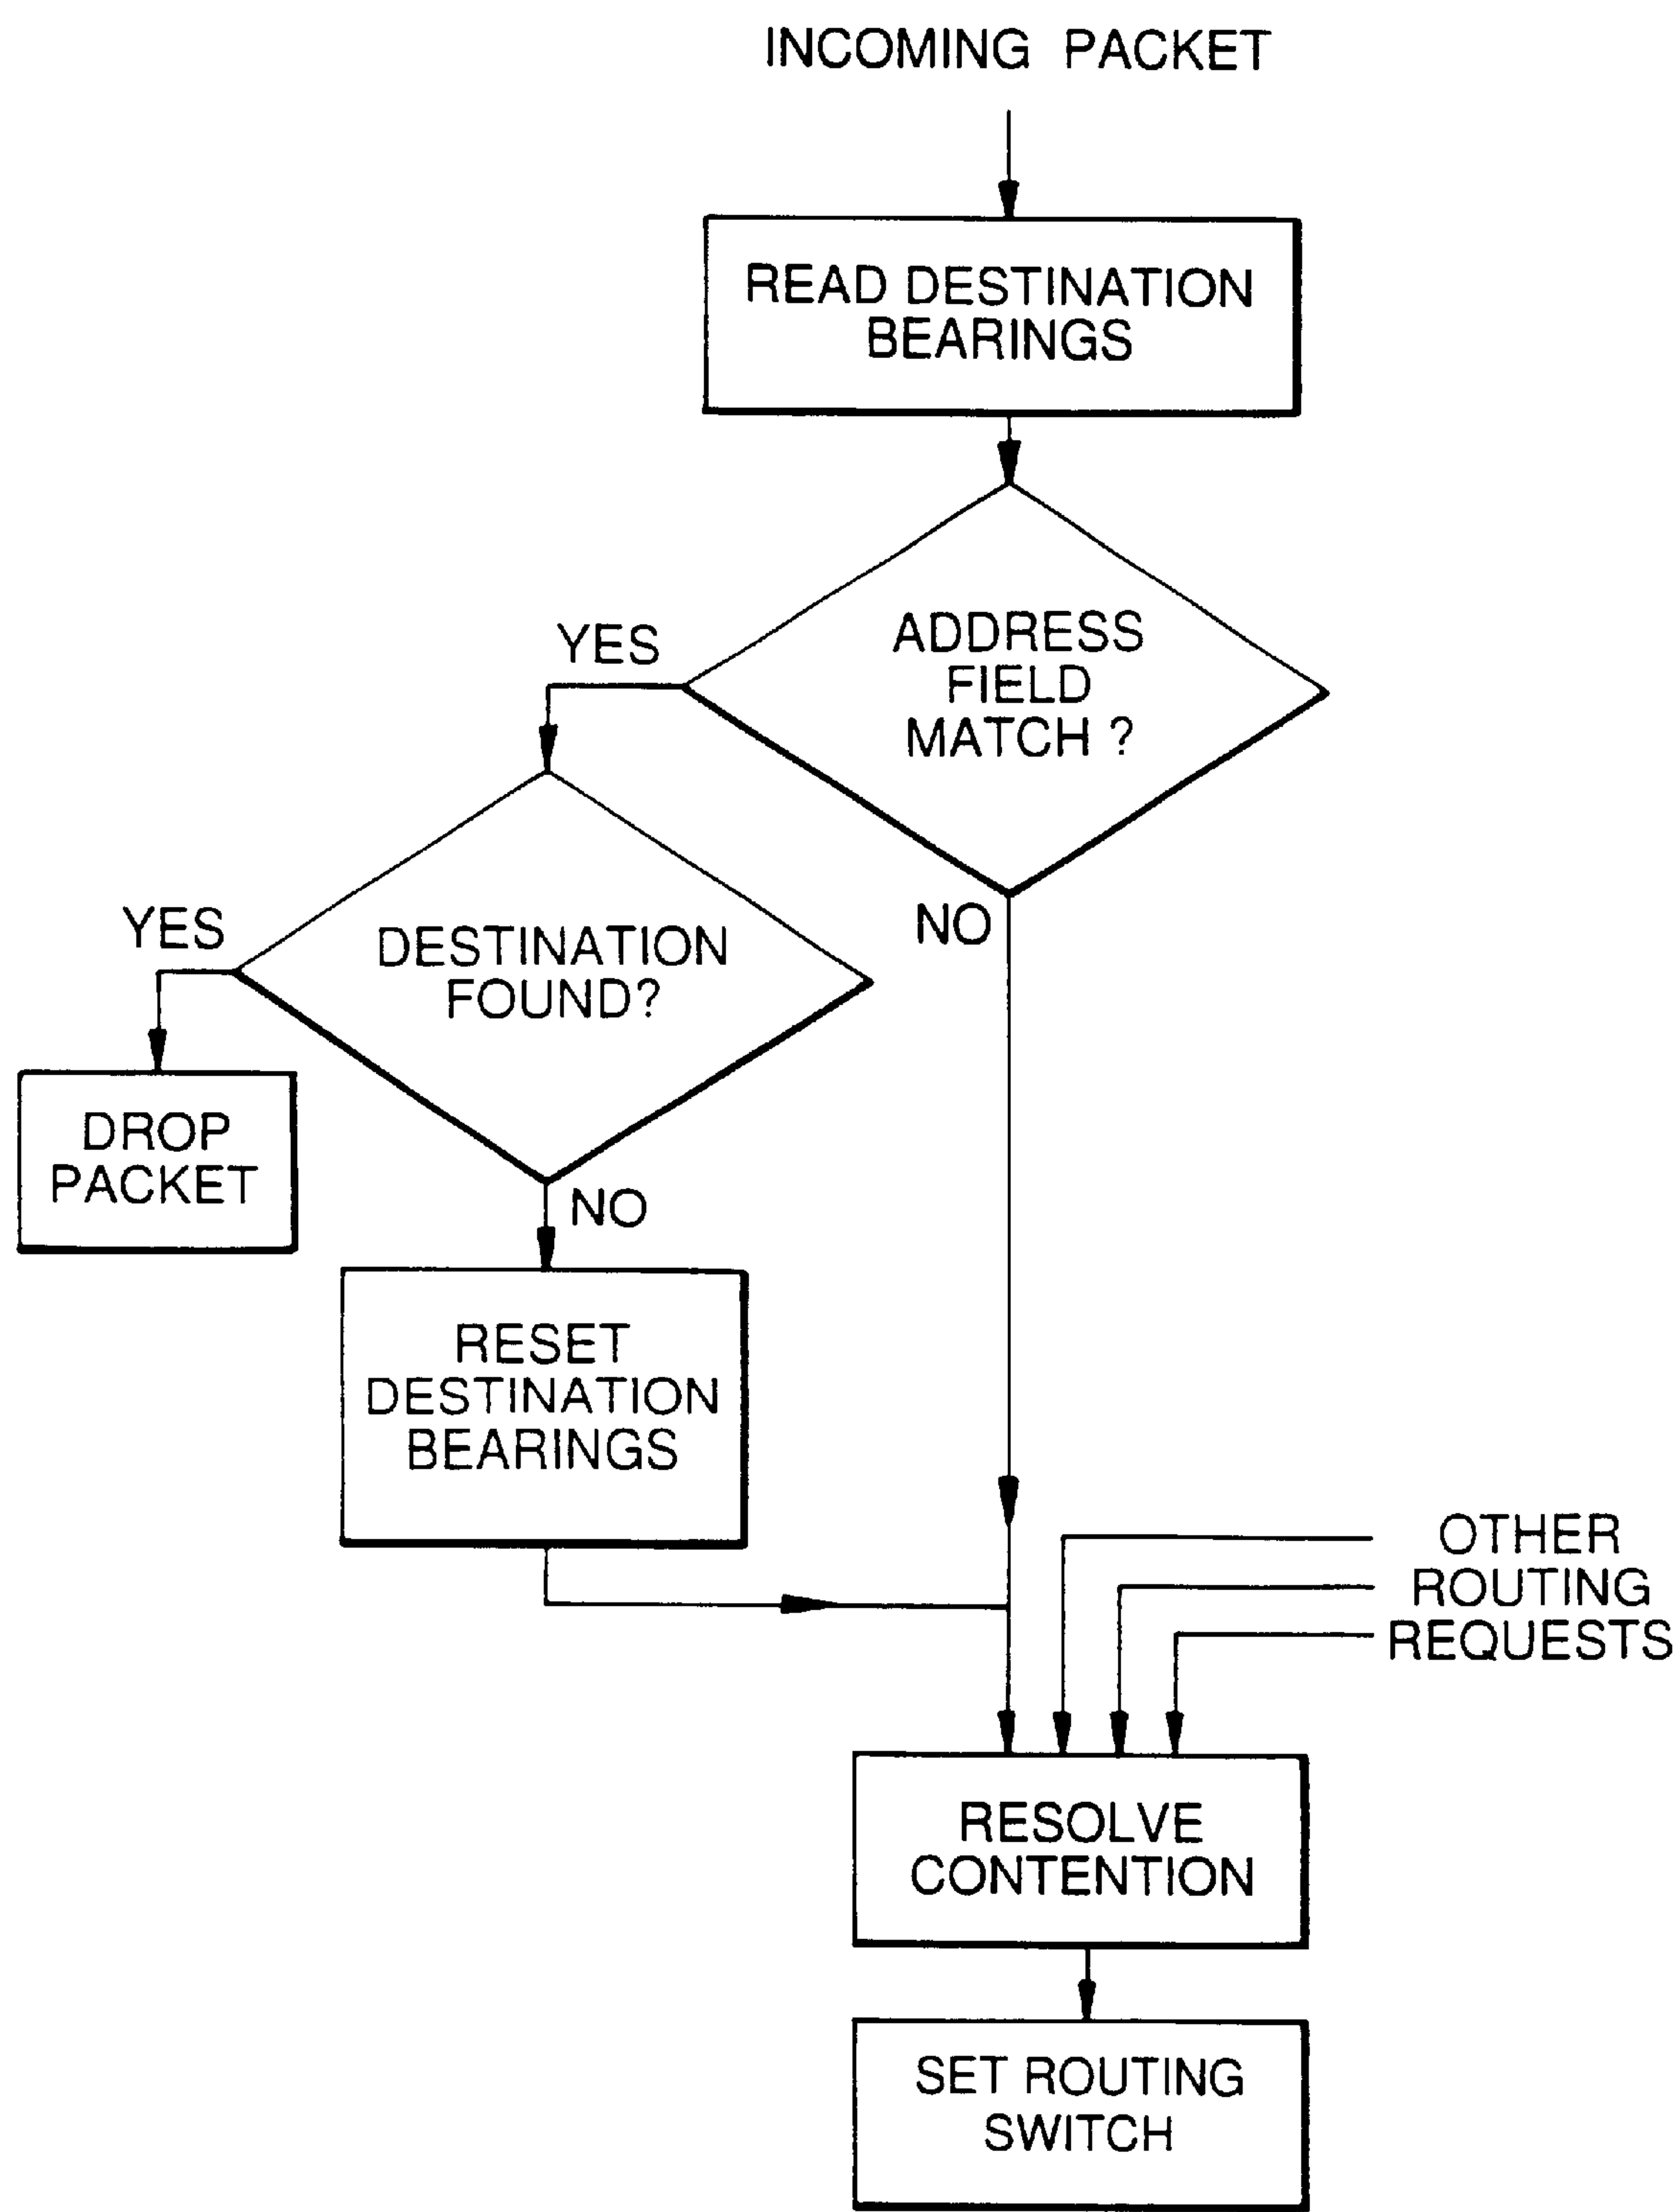 INCOMING PACKET
READ DESTINATION
BEARINGS
ADDRESS
FIELD
MATCH ?
YES
NO
DESTINATION
FOUND?
YES
NO
DROP
PACKET
RESET
DESTINATION
BEARINGS
OTHER
ROUTING
REQUESTS
RESOLVE
CONTENTION
SET ROUTING
SWITCH